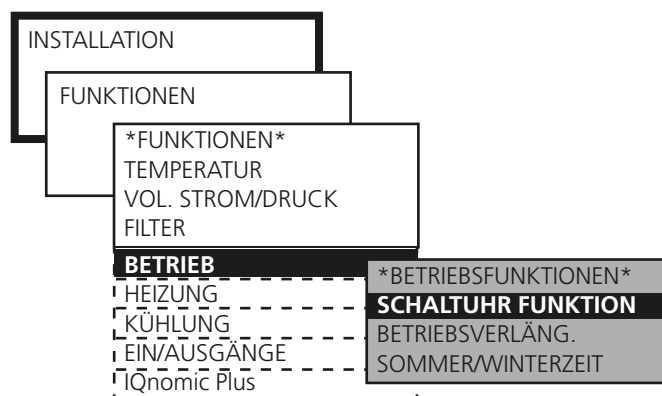 INSTALLATION
FUNKTIONEN
*FUNKTIONEN*
TEMPERATUR
VOL. STROM/DRUCK
FILTER
BETRIEB
HEIZUNG
KÜHLUNG
EIN/AUSGÄNGE
IQnomic Plus
*BETRIEBSFUNKTIONEN*
SCHALTUHR FUNKTION
BETRIEBSVERLÄNG.
SOMMER/WINTERZEIT